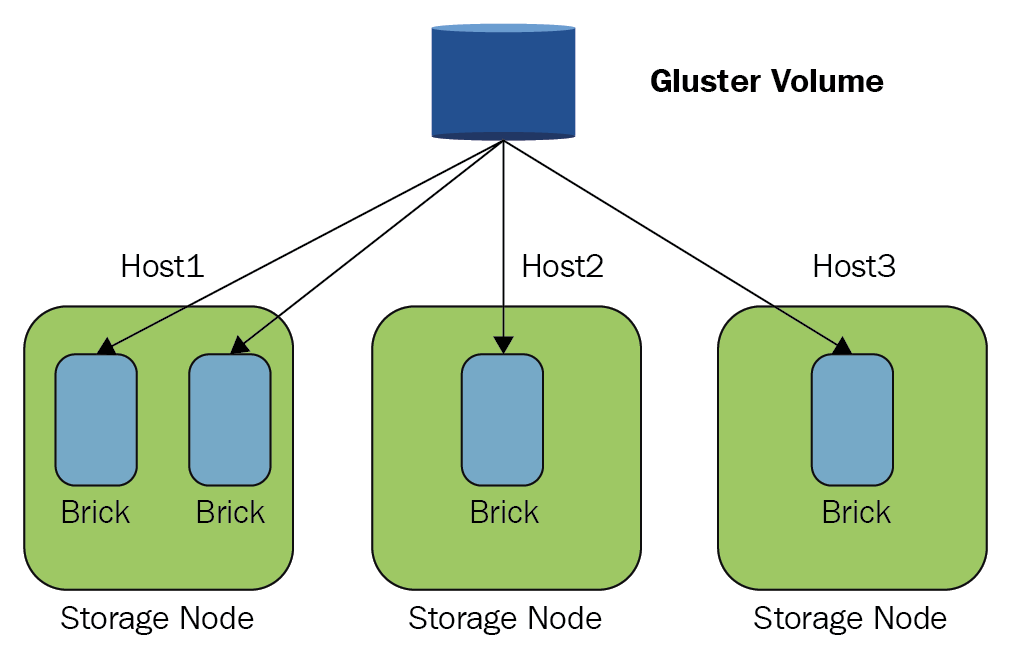 Gluster Volume
Host1
Host2
Host3
Brick
Brick
Brick
Brick
Storage Node
Storage Node
Storage Node